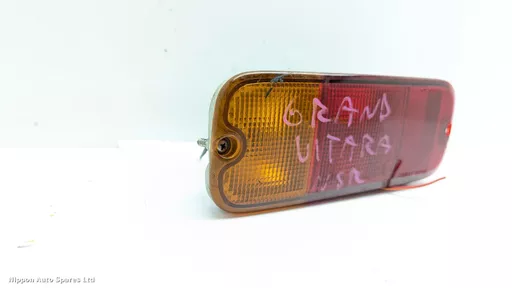 GRAND
VITARA
NSR
Nippon Auto Spares Ltd